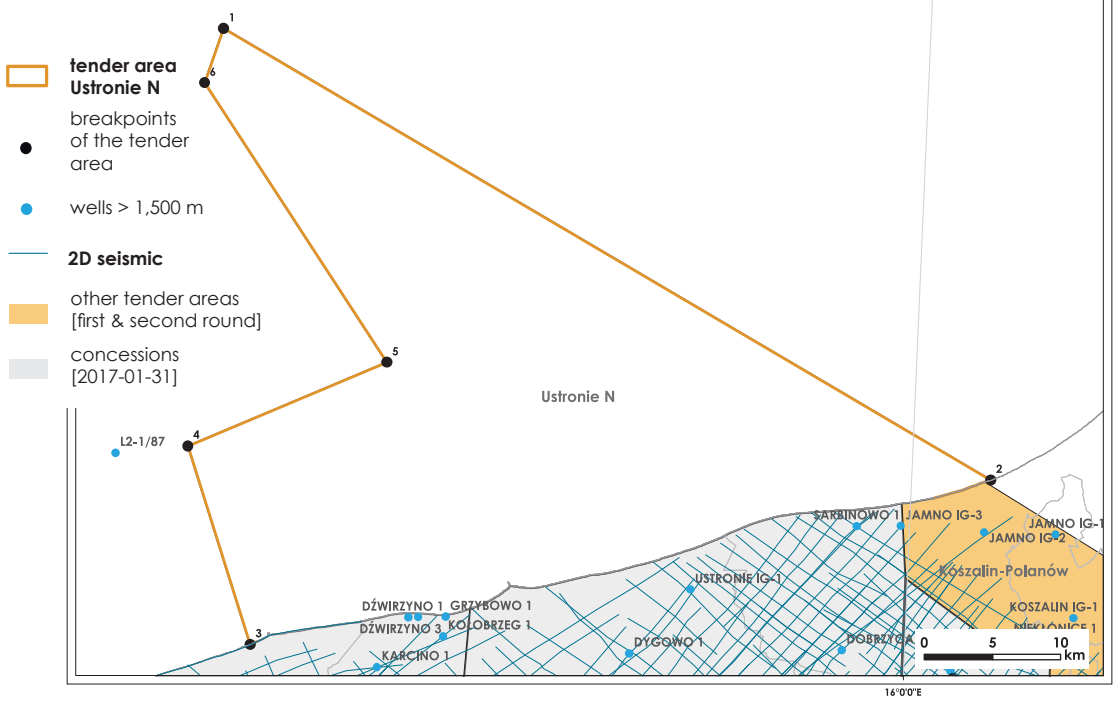 1
tender area
Ustronie N
6
breakpoints
of the tender
area
wells > 1,500 m
2D seismic
other tender areas
[first & second round]
5
concessions
[2017-01-31]
Ustronie N
4
L2-1/87
2
SARBINOWO 1
JAMNO IG-3
JAMNO IG-1
JAMNO IG-2
Koszalin-Polanów
USTRONIE IG-1
DŹWIRZYNO 1
GRZYBOWO 1
KOSZALIN IG-1
DŹWIRZYNO 3
KOŁOBRZEG 1
NIEKŁONICE 1
3
DYGOWO 1
DOBRZYCA
0
5
10
km
KARCINO 1
16°0'0"E